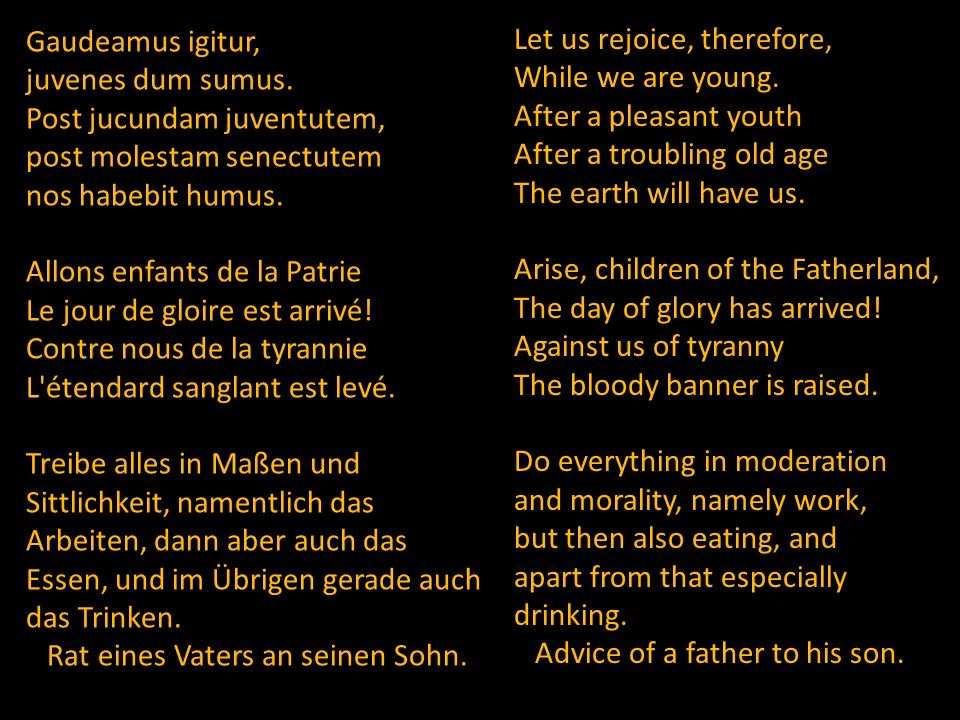 Gaudeamus igitur,
juvenes dum sumus.
Post jucundam juventutem,
post molestam senectutem
nos habebit humus.

Allons enfants de la Patrie
Le jour de gloire est arrivé!
Contre nous de la tyrannie
L'étendard sanglant est levé.

Treibe alles in Maßen und
Sittlichkeit, namentlich das
Arbeiten, dann aber auch das
Essen, und im Übrigen gerade auch
das Trinken.
Rat eines Vaters an seinen Sohn.

Let us rejoice, therefore,
While we are young.
After a pleasant youth
After a troubling old age
The earth will have us.

Arise, children of the Fatherland,
The day of glory has arrived!
Against us of tyranny
The bloody banner is raised.

Do everything in moderation
and morality, namely work,
but then also eating, and
apart from that especially
drinking.
Advice of a father to his son.